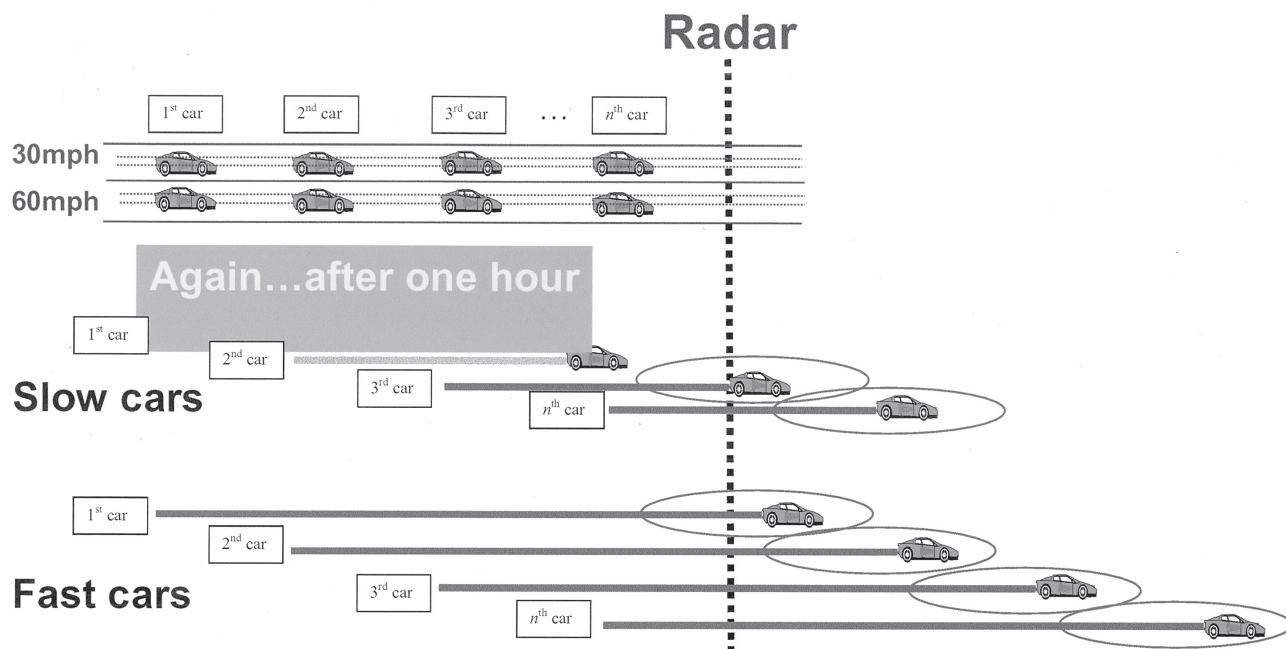 Radar
1st car 2nd car 3rd car ... nth car
30mph
60mph
Again...after one hour
1st car
2nd car
3rd car
Slow cars
nth car
1st car
2nd car
3rd car
Fast cars
nth car